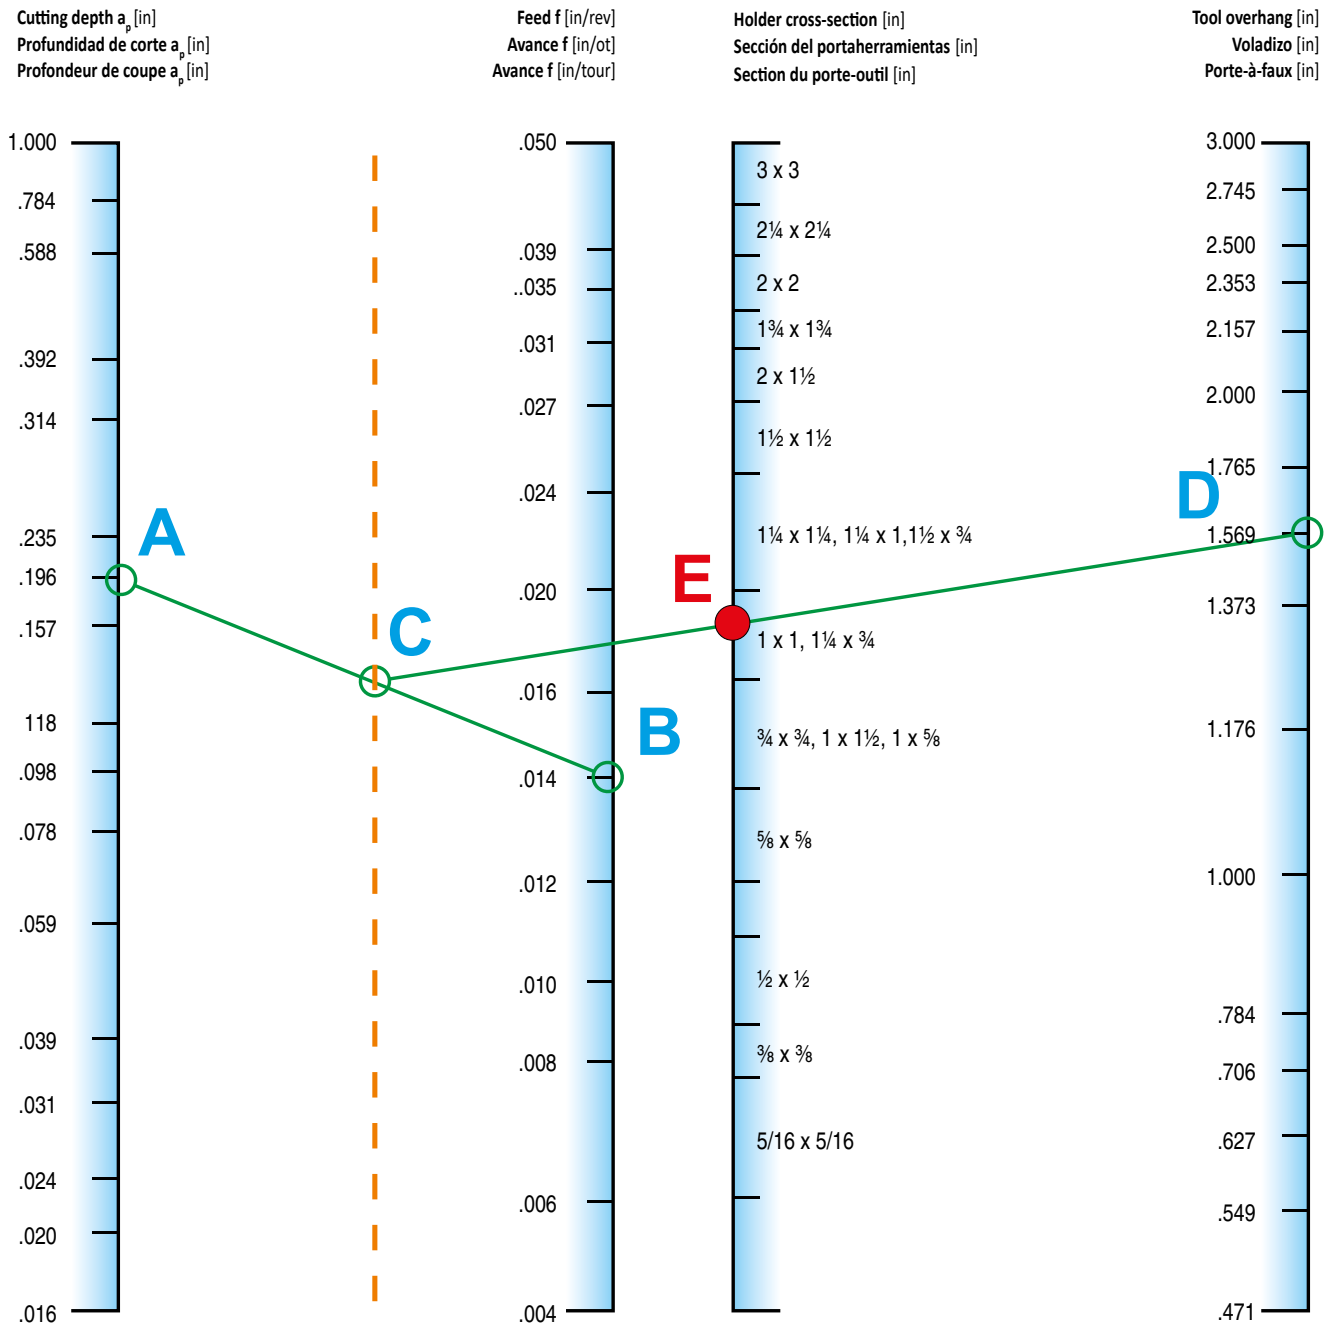 Cutting depth ap [in]
Profundidad de corte ap [in]
Profondeur de coupe ap [in]
Feed f [in/rev]
Avance f [in/ot]
Avance f [in/tour]
Holder cross-section [in]
Sección del portaherramientas [in]
Section du porte-outil [in]
Tool overhang [in]
Voladizo [in]
Porte-à-faux [in]
1.000
.784
.588
.392
.314
.235
.196
.157
118
.098
.078
.059
.039
.031
.024
.020
.016
A
C
.050
.039
..035
.031
.027
.024
.020
.016
.014
.012
.010
.008
.006
.004
B
E
3 x 3
2¼ x 2¼
2 x 2
1¾ x 1¾
2 x 1½
1½ x 1½
1¼ x 1¼, 1¼ x 1,1½ x ¾
1 x 1, 1¼ x ¾
¾ x ¾, 1 x 1½, 1 x ⅝
⅝ x ⅝
½ x ½
⅜ x ⅜
5/16 x 5/16
D
3.000
2.745
2.500
2.353
2.157
2.000
1.765
1.569
1.373
1.176
1.000
.784
.706
.627
.549
.471